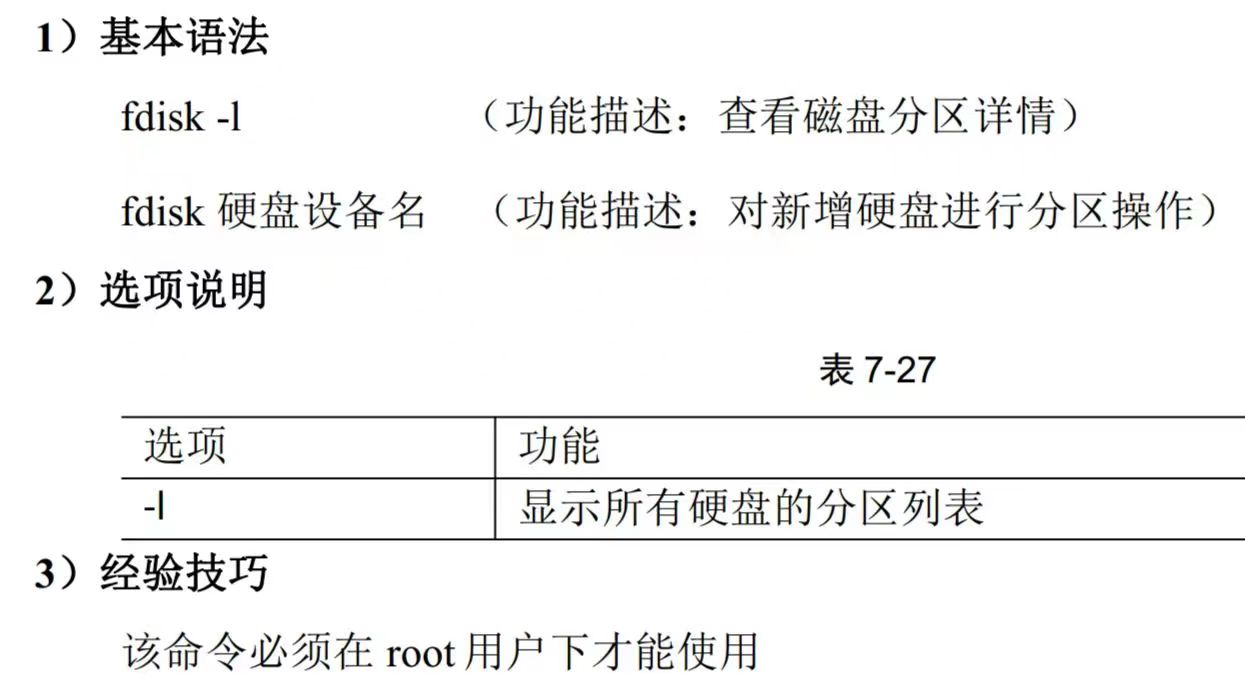 1）基本语法
fdisk -l （功能描述：查看磁盘分区详情）
fdisk 硬盘设备名 （功能描述：对新增硬盘进行分区操作）
2）选项说明
表 7-27
选项 功能
-l 显示所有硬盘的分区列表
3）经验技巧
该命令必须在 root 用户下才能使用